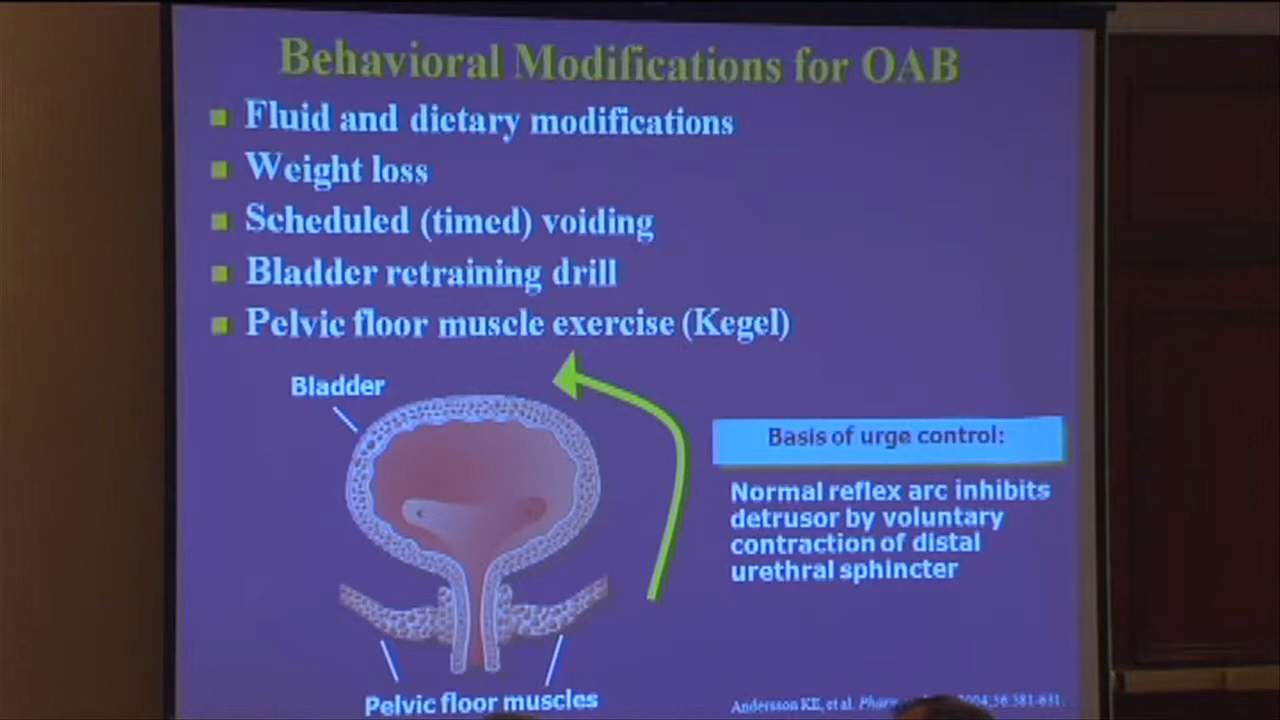 Behavioral Modifications for OAB
Fluid and dietary modifications
Weight loss
Scheduled (timed) voiding
Bladder retraining drill
Pelvic floor muscle exercise (Kegel)
Bladder
Basis of urge control:
Normal reflex arc inhibits
detrusor by voluntary
contraction of distal
urethral sphincter
Pelvic floor muscles
Andersson KE, et al.